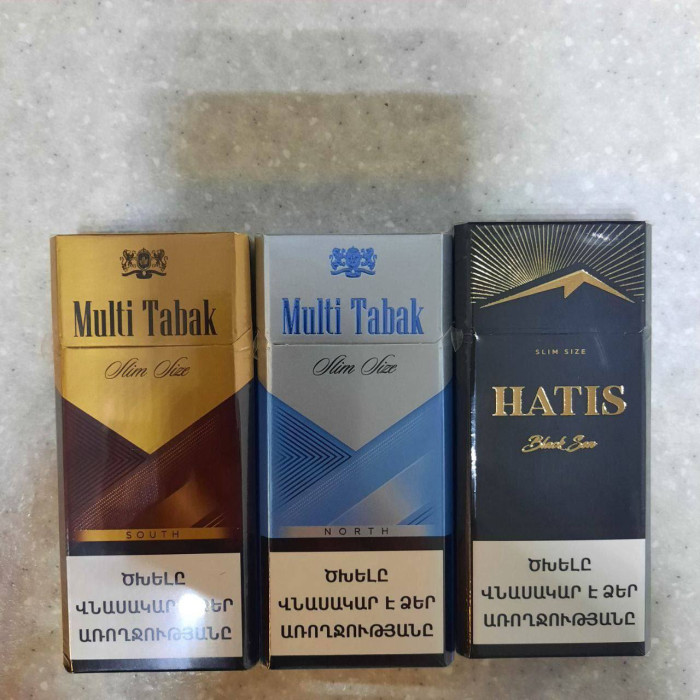 Multi Tabak
Slim Size
SOUTH
ԾԽԵԼԸ
ՎՆԱՍԱԿԱՐ ՁԵՐ
ԱՌՈՂՋՈՒԹՅԱՆԸ
Multi Tabak
Slim Size
NORTH
ԾԽԵԼԸ
ՎՆԱՍԱԿԱՐ Է ՁԵՐ
ԱՌՈՂՋՈՒԹՅԱՆԸ
SLIM SIZE
HATIS
Black Sun
ԾԽԵԼԸ
ՎՆԱՍԱԿԱՐ Է ՁԵՐ
ԱՌՈՂՋՈՒԹՅԱՆԸ